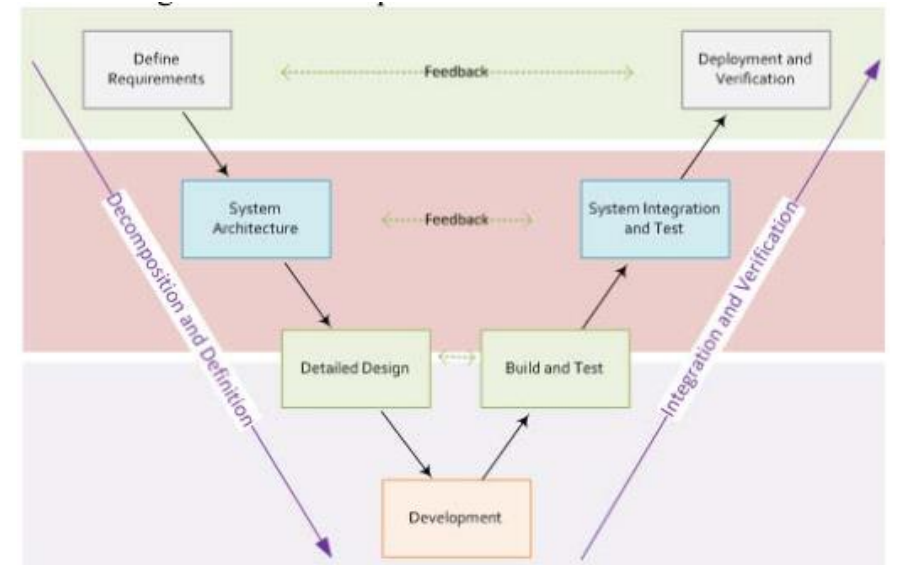 Define
Requirements
Feedback
Deployment and
Verification
System
Architecture
Feedback
System Integration
and Test
Decomposition and Definition
Integration and Verification
Detailed Design
Build and Test
Development